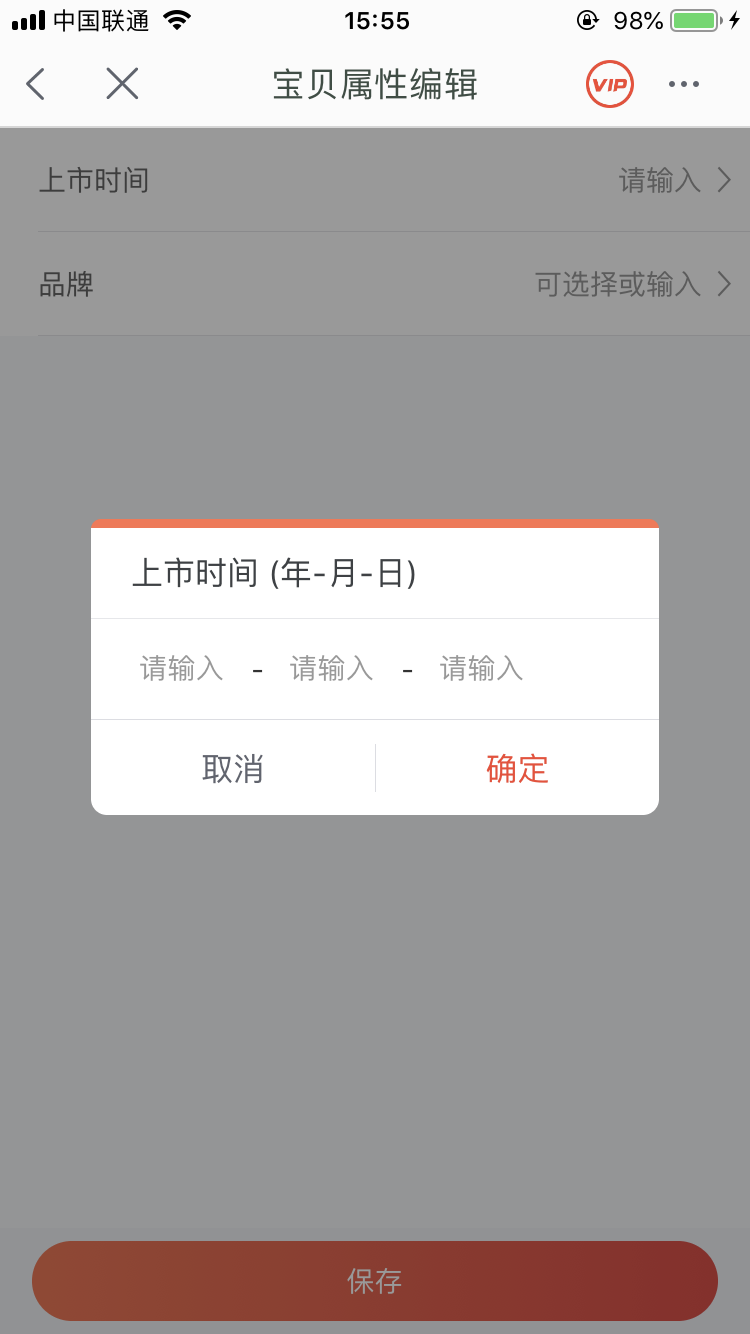 中国联通 15:55 98%
宝贝属性编辑 VIP
上市时间 请输入
品牌 可选择或输入
上市时间 (年-月-日)
请输入 - 请输入 - 请输入
取消 确定
保存